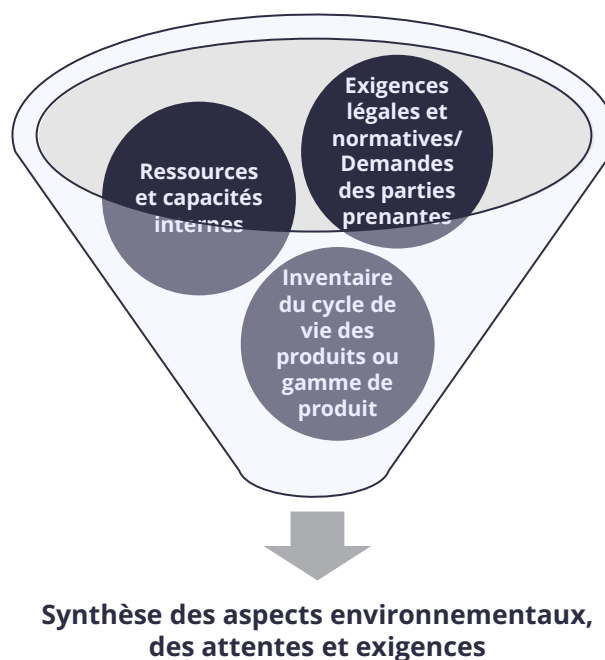 Exigences
légales et
normatives/
Demandes
des parties
prenantes
Ressources
et capacités
internes
Inventaire
du cycle de
vie des
produits ou
gamme de
produit
Synthèse des aspects environnementaux,
des attentes et exigences